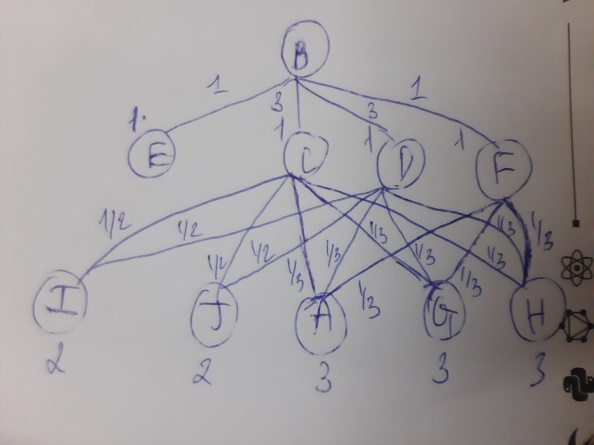 B
1 3 3 1
1. E 1 C 1 D 1 F
1/2 1/2 1/2 1/2 1/3 1/3 1/3 1/3 1/3 1/3 1/3 1/3 1/3
I J A G H
2 2 3 3 3